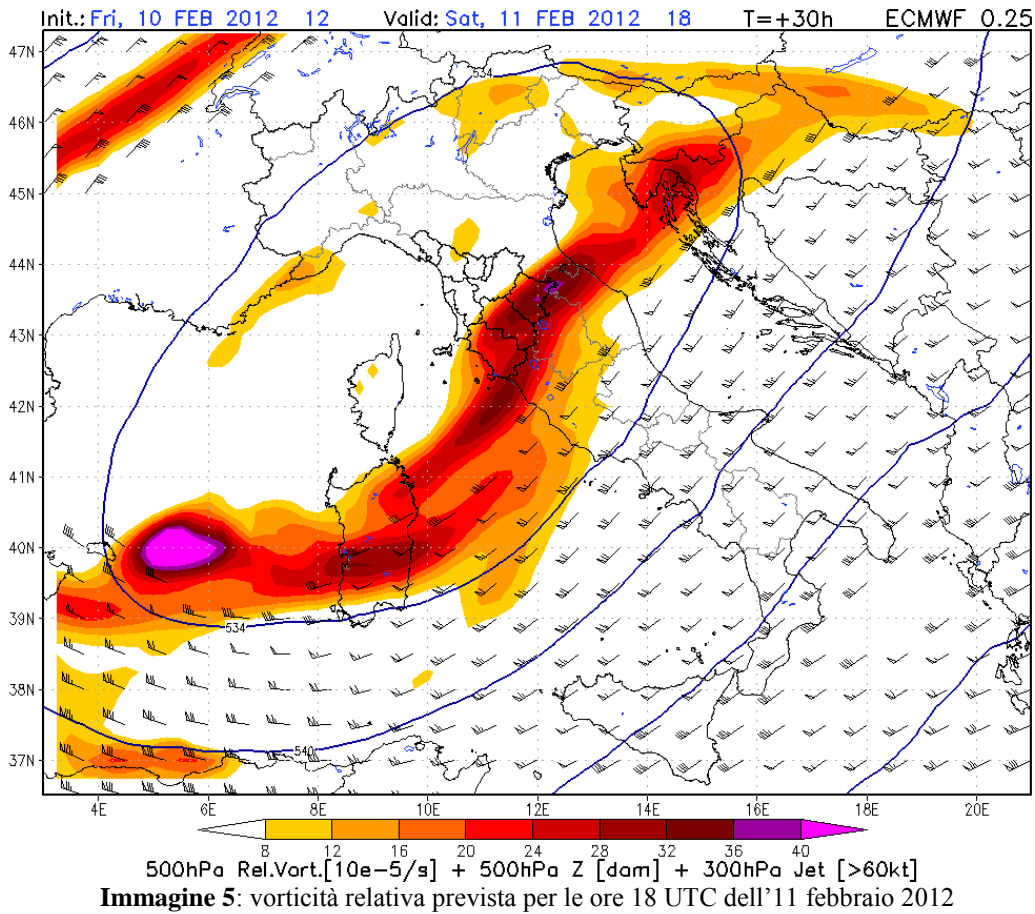 Init.: Fri, 10 FEB 2012 12 Valid: Sat, 11 FEB 2012 18 T=+30h ECMWF 0.25
47N
46N
45N
44N
43N
42N
41N
40N
39N
38N
37N
534
534
540
4E 6E 8E 10E 12E 14E 16E 18E 20E
8 12 16 20 24 28 32 36 40
500hPa Rel.Vort.[10e-5/s] + 500hPa Z [dam] + 300hPa Jet [>60kt]
Immagine 5: vorticità relativa prevista per le ore 18 UTC dell'11 febbraio 2012